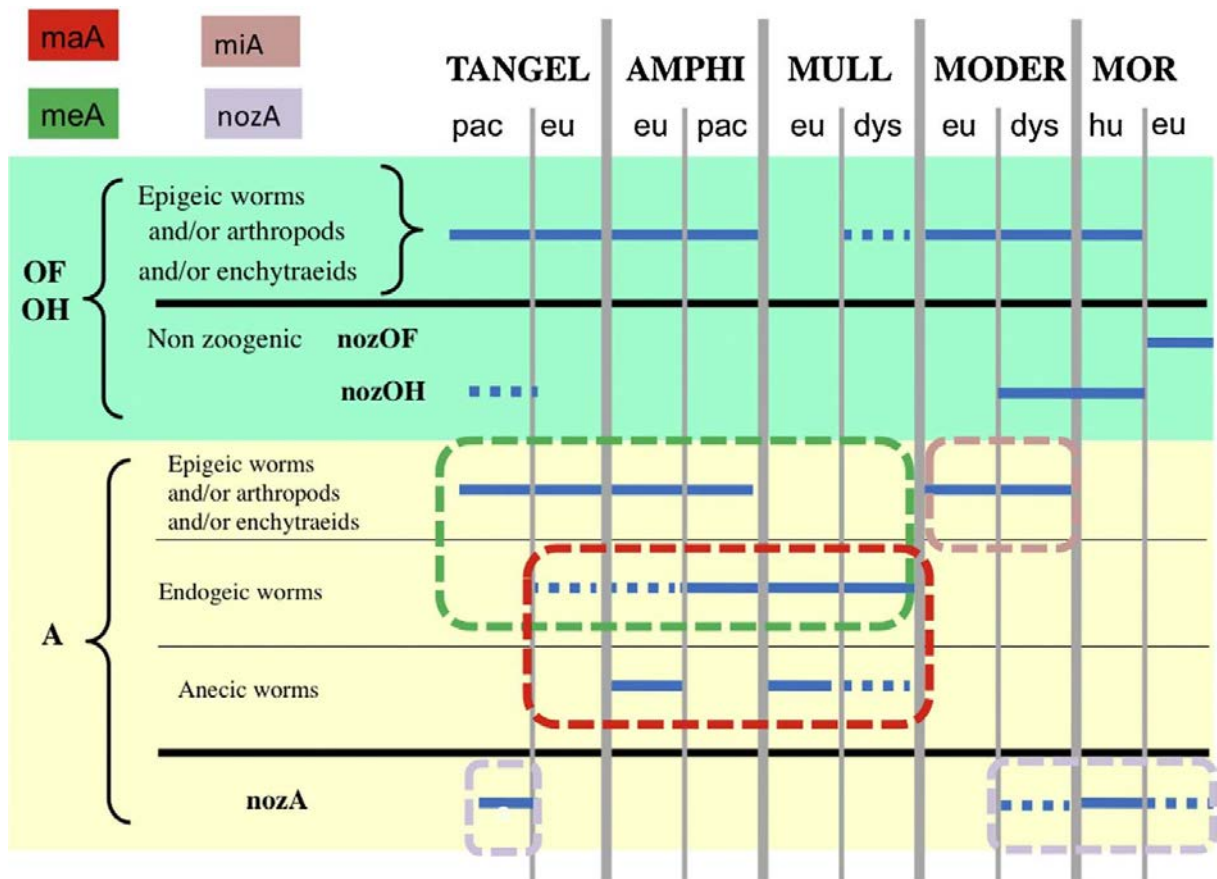 maA
miA
meA
nozA
TANGEL AMPHI MULL MODER MOR
pac eu eu pac eu dys eu dys hu eu
Epigeic worms
and/or arthropods
and/or enchytraeids
OF
OH
Non zoogenic nozOF
nozOH
Epigeic worms
and/or arthropods
and/or enchytraeids
Endogeic worms
A
Anecic worms
nozA